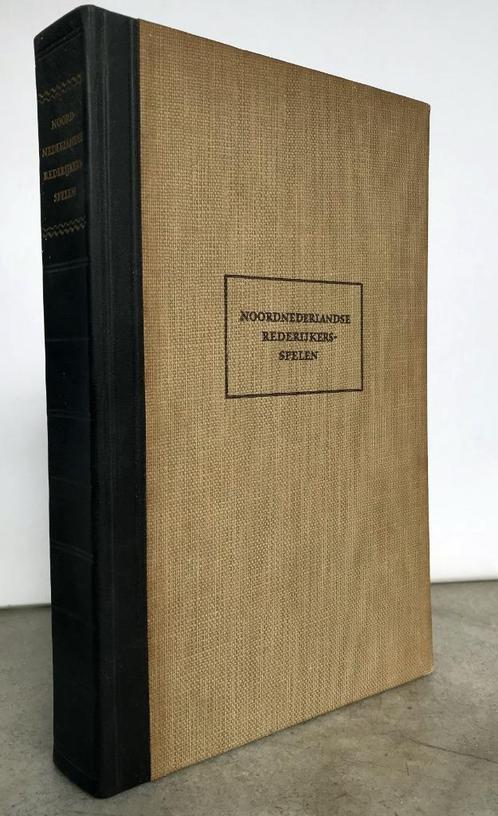 NOORD-
NEDERLANDSE
REDERIJKERS-
SPELEN
NOORDNEDERLANDSE
REDERIJKERS-
SPELEN